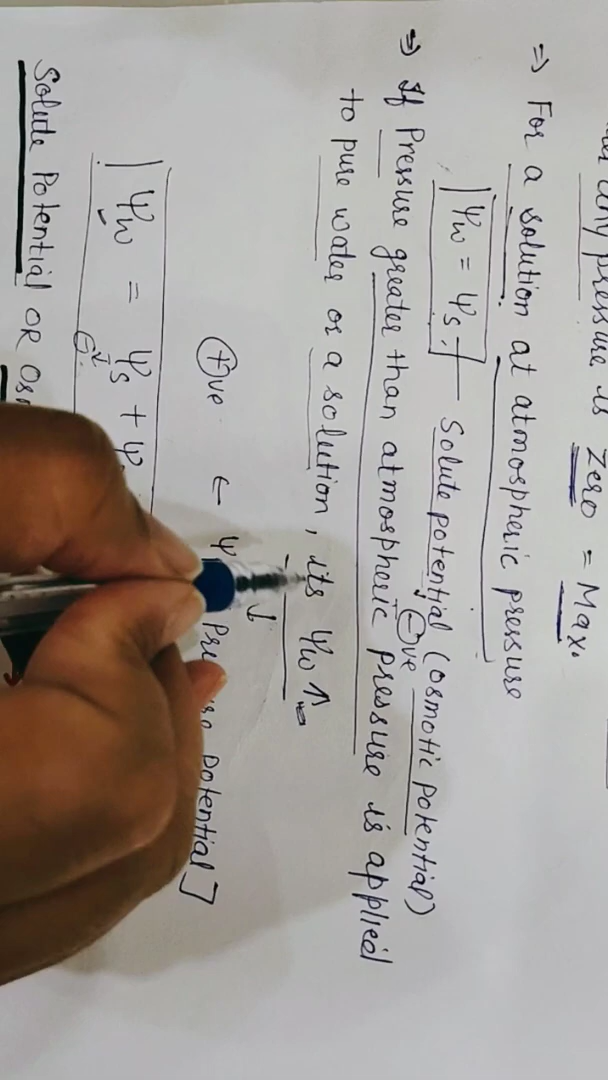 any pressure is Zero = Max.
⇒ For a solution at atmospheric pressure
Ψw = Ψs → Solute potential (osmotic potential)
⊖ve
⇒ If Pressure greater than atmospheric pressure is applied
to pure water or a solution, its Ψw ↑
⊕ve ← Ψ potential]
Ψw = Ψs + Ψ
Solute Potential OR